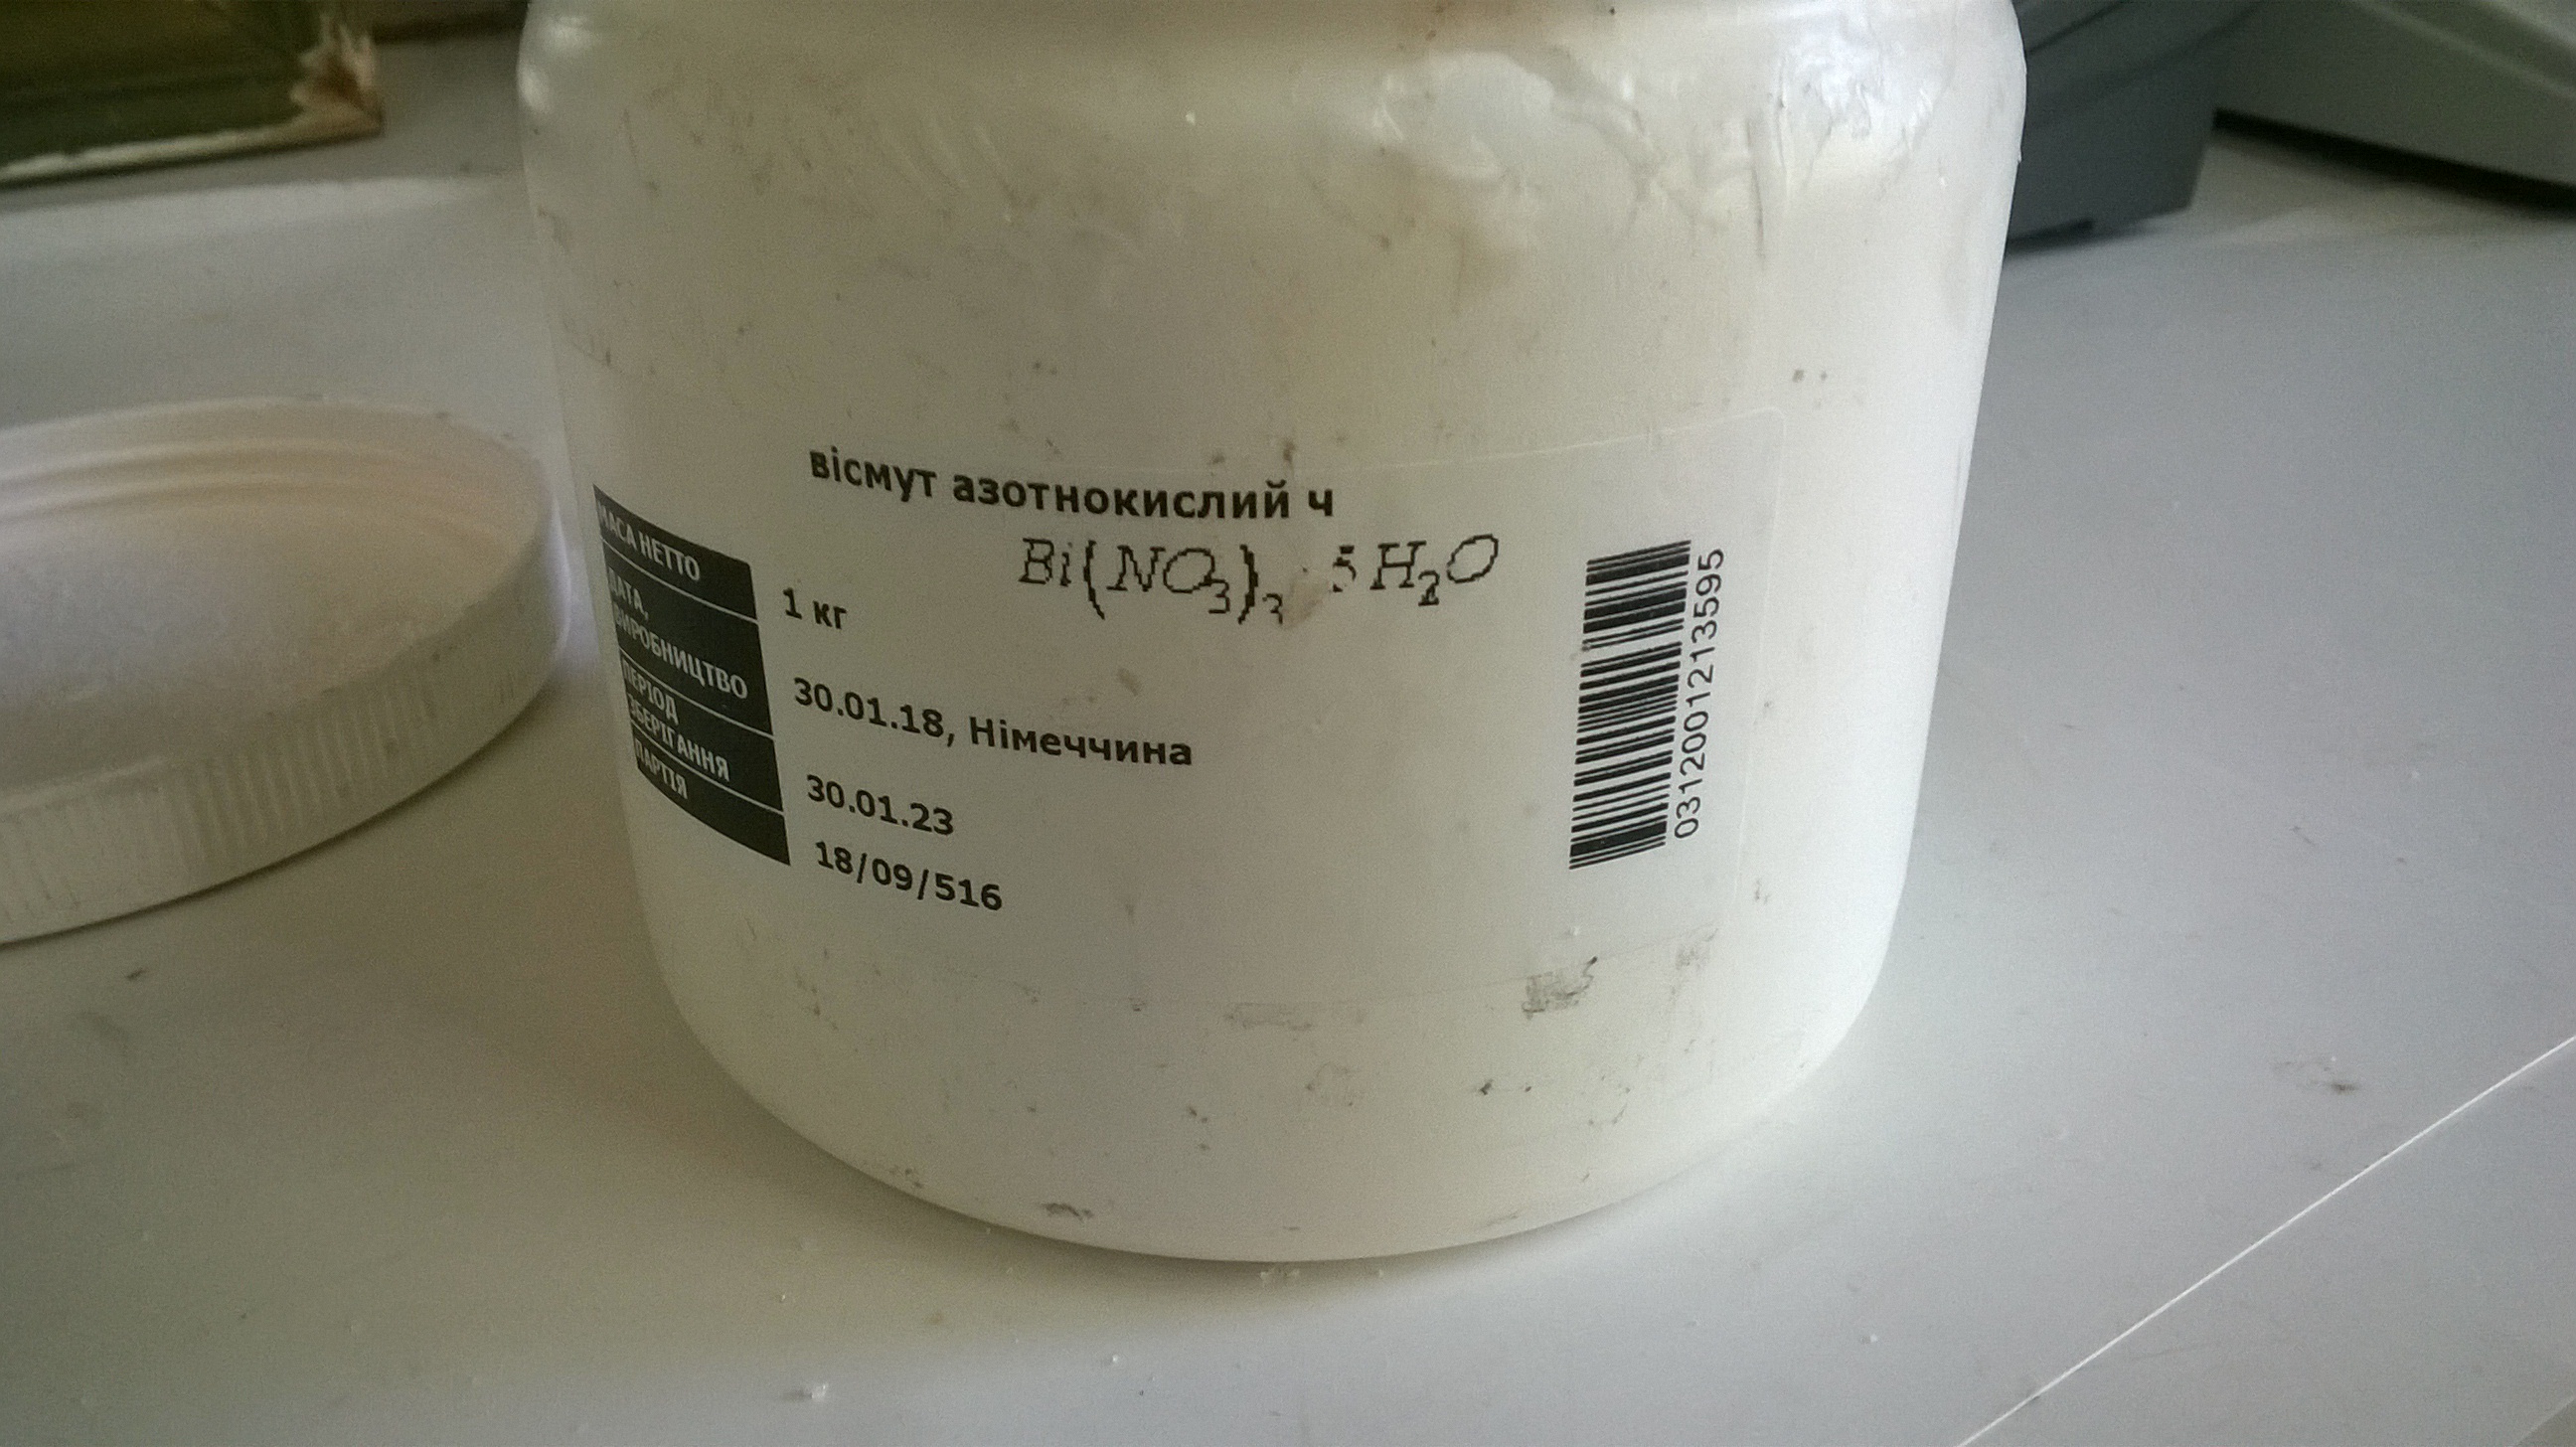 вісмут азотнокислий ч
Bi(NO₃)₃ · 5H₂O
МАСА НЕТТО 1 кг
ДАТА, ВИРОБНИЦТВО 30.01.18, Німеччина
ПЕРІОД ЗБЕРІГАННЯ 30.01.23
ПАРТІЯ 18/09/516
0312001213595